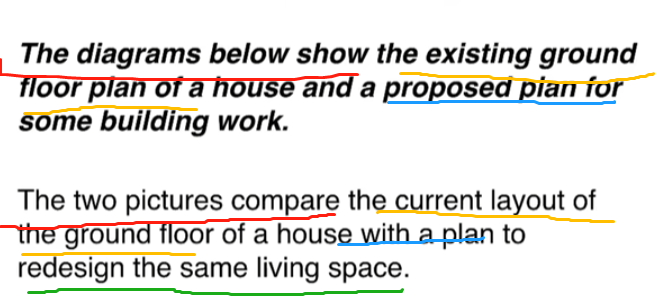 The diagrams below show the existing ground
floor plan of a house and a proposed plan for
some building work.
The two pictures compare the current layout of
the ground floor of a house with a plan to
redesign the same living space.